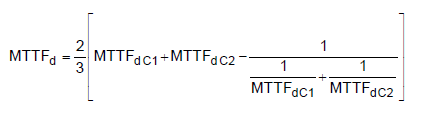 MTTFd = 2/3 [ MTTFdC1 + MTTFdC2 − 1 / ( 1/MTTFdC1 + 1/MTTFdC2 ) ]